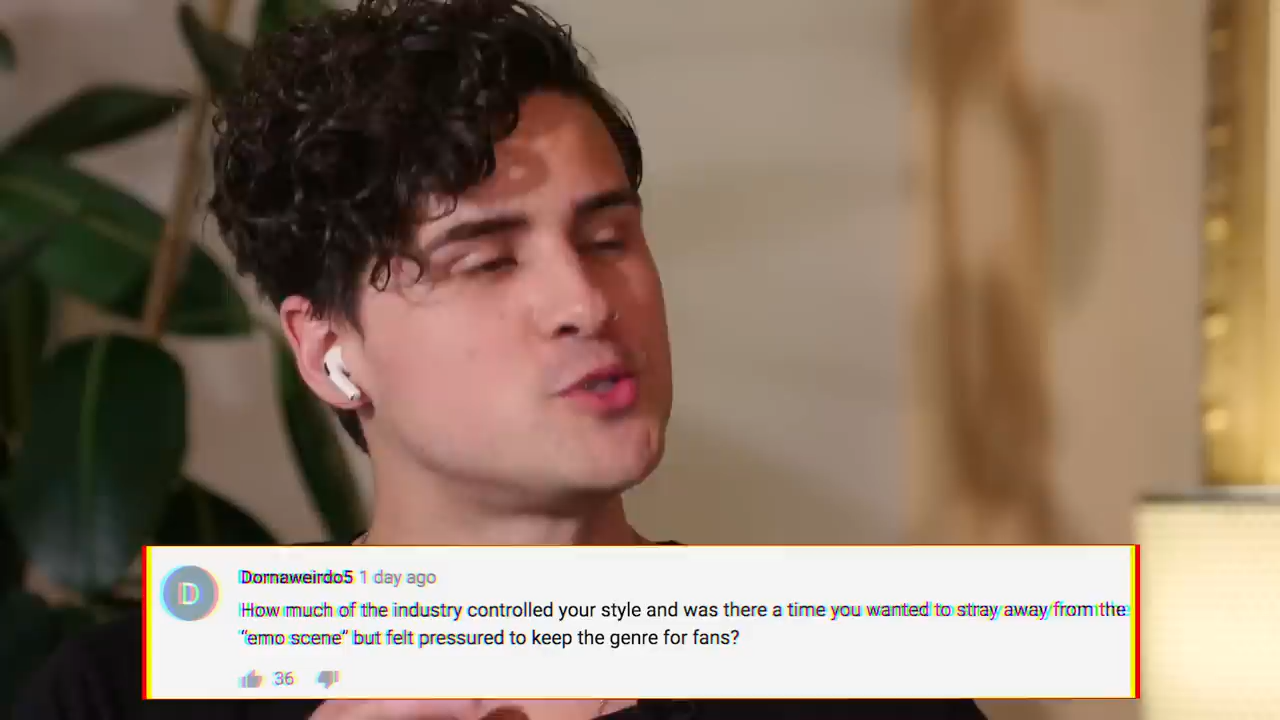 D
Dornaweirdo5 1 day ago
How much of the industry controlled your style and was there a time you wanted to stray away from the
“emo scene” but felt pressured to keep the genre for fans?
36